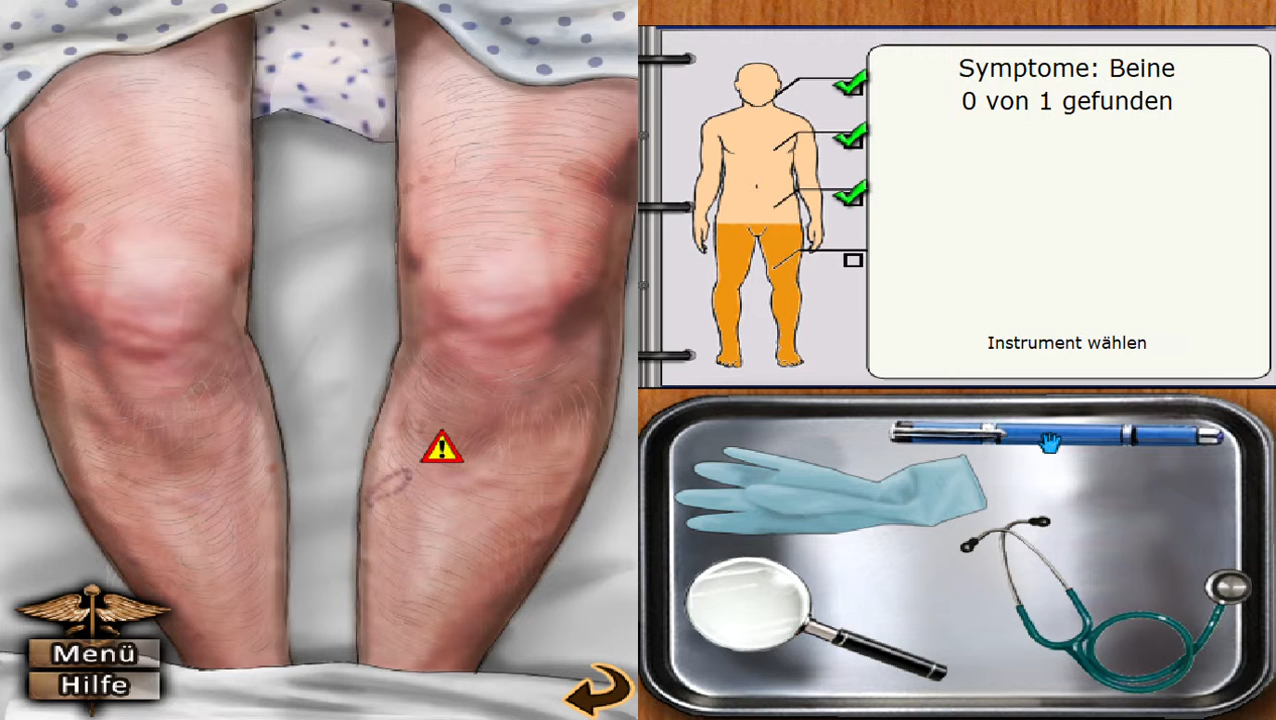 Symptome: Beine
0 von 1 gefunden
Instrument wählen
Menü
Hilfe